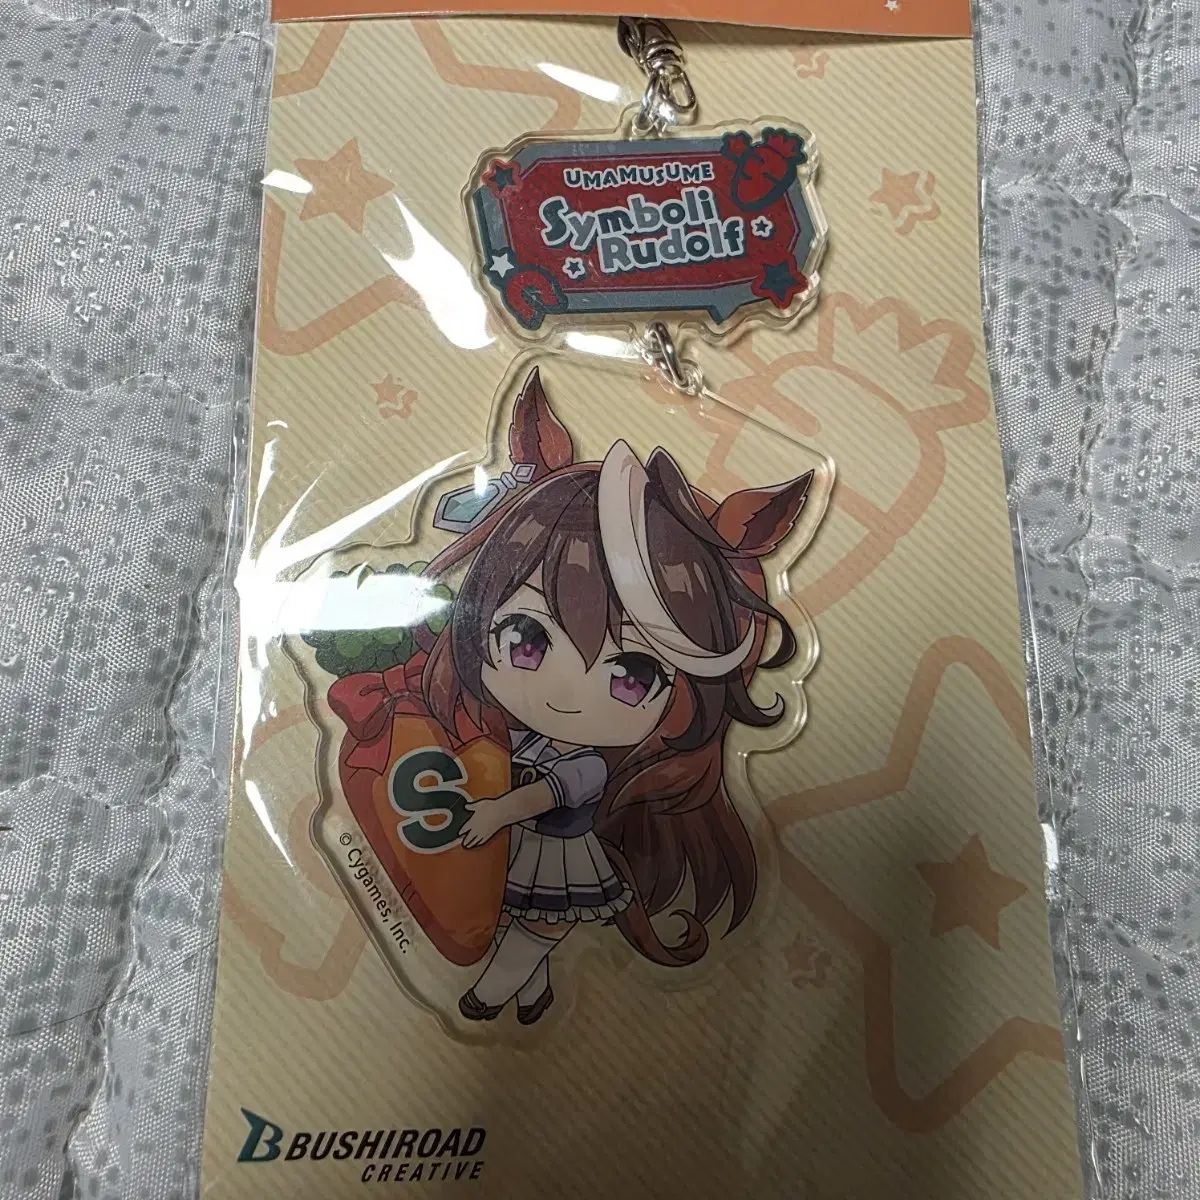 UMAMUSUME
Symboli
Rudolf
S
© Cygames, Inc.
BUSHIROAD
CREATIVE